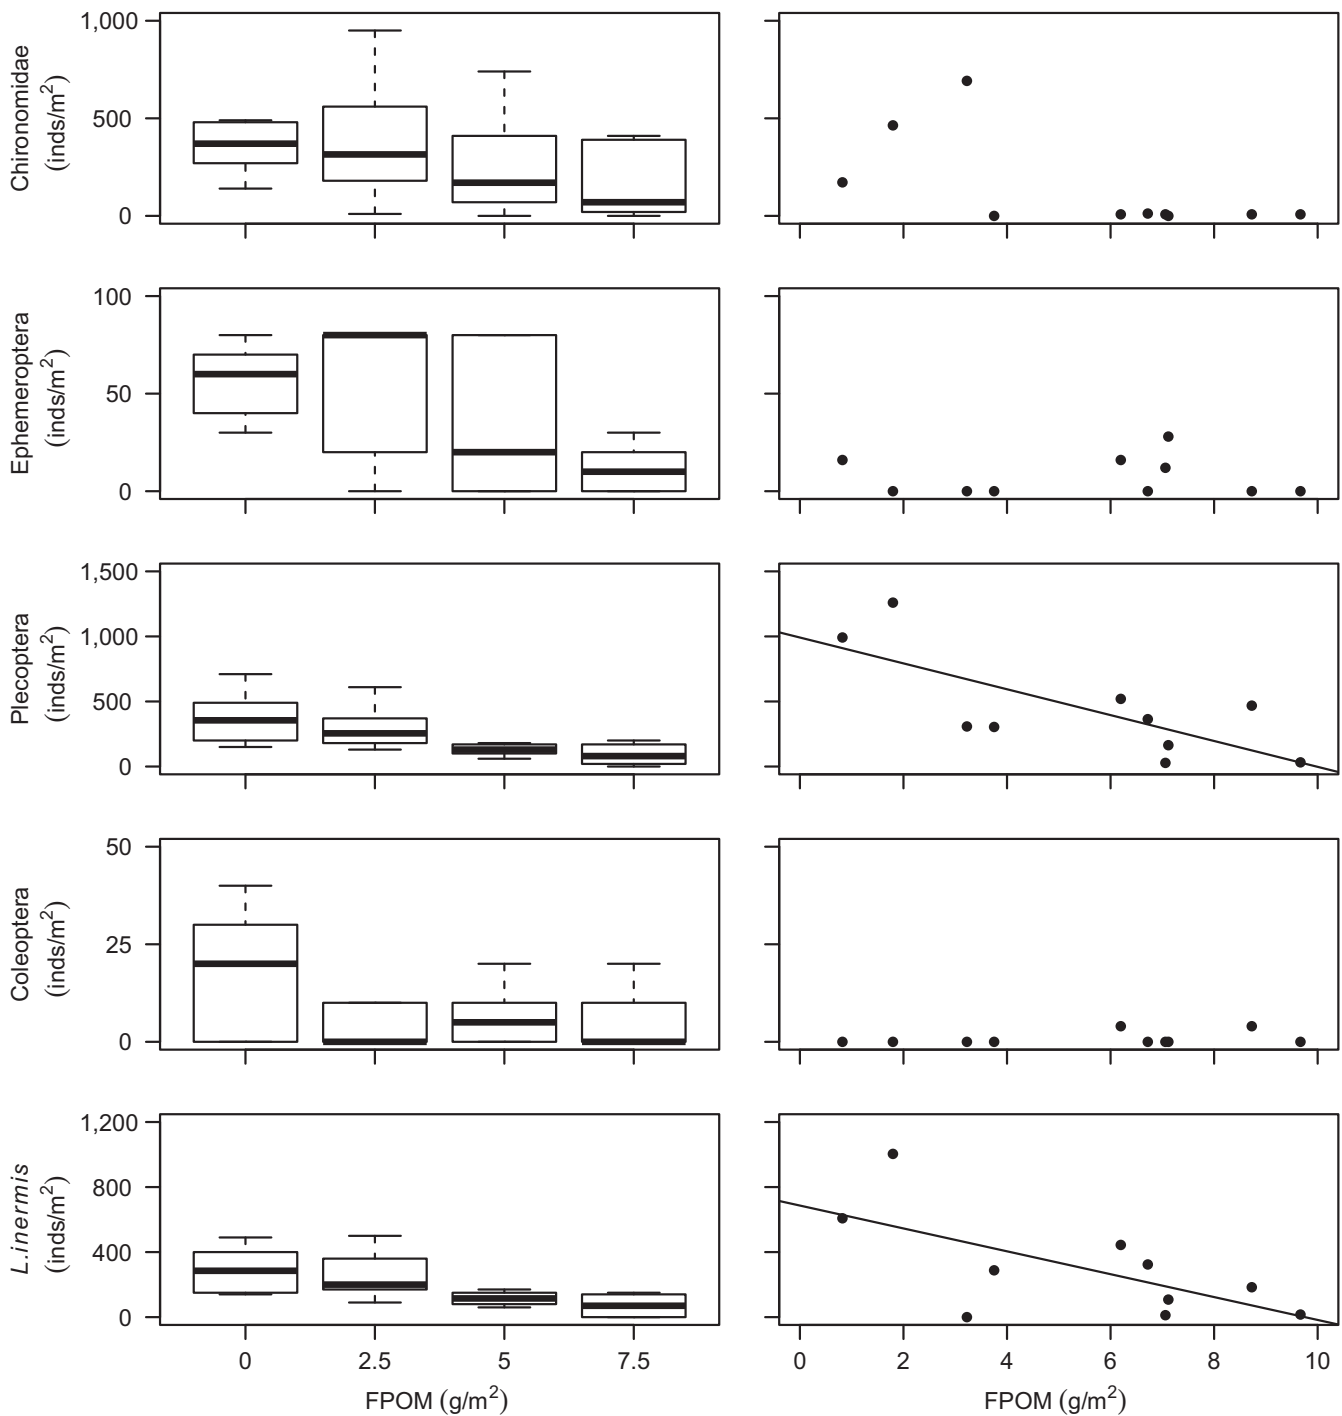 Chironomidae
(inds/m²)
1,000
500
0
Ephemeroptera
(inds/m²)
100
50
0
Plecoptera
(inds/m²)
1,500
1,000
500
0
Coleoptera
(inds/m²)
50
25
0
L.inermis
(inds/m²)
1,200
800
400
0
0 2.5 5 7.5
FPOM (g/m²)
0 2 4 6 8 10
FPOM (g/m²)